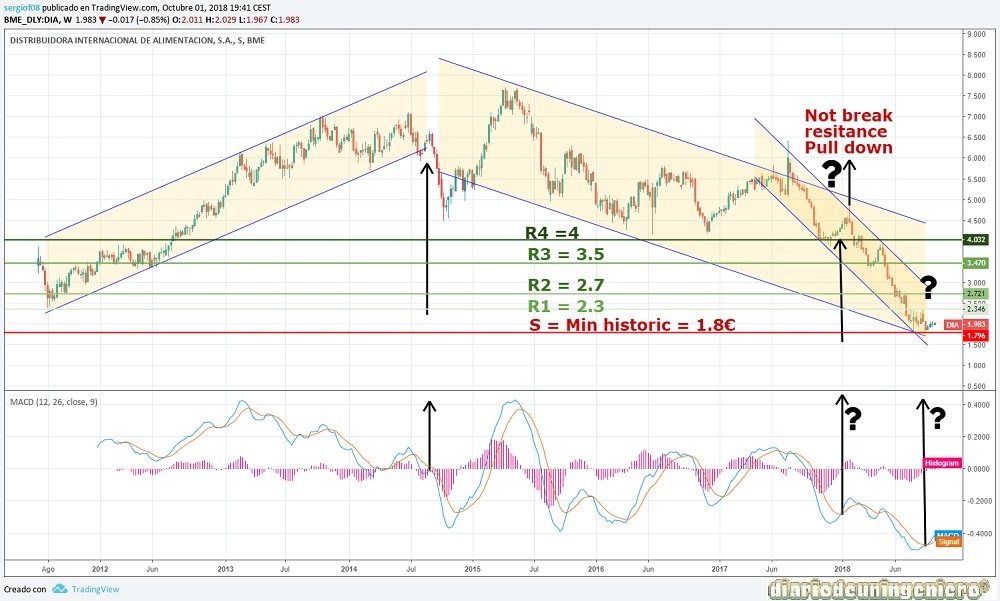 sergiof08 publicado en TradingView.com, Octubre 01, 2018 19:41 CEST
BME_DLY:DIA, W 1.983 ▼ −0.017 (−0.85%) O:2.011 H:2.029 L:1.967 C:1.983
DISTRIBUIDORA INTERNACIONAL DE ALIMENTACION, S.A., S, BME
9.000
8.500
8.000
7.500
7.000
6.500
6.000
5.500
5.000
4.500
4.032
3.470
3.000
2.721
2.346
DIA 1.983
1.796
1.500
1.000
0.500
Not break
resitance
Pull down
?
R4 =4
R3 = 3.5
R2 = 2.7
?
R1 = 2.3
S = Min historic = 1.8€
MACD (12, 26, close, 9)
? ?
0.4000
0.2000
0.0000
Histogram
-0.2000
-0.4000
MACD
Signal
Ago 2012 Jun 2013 Jul 2014 Jul 2015 Jul 2016 Jun 2017 Jun 2018 Jun
Creado con TradingView
diariodeuningeniero